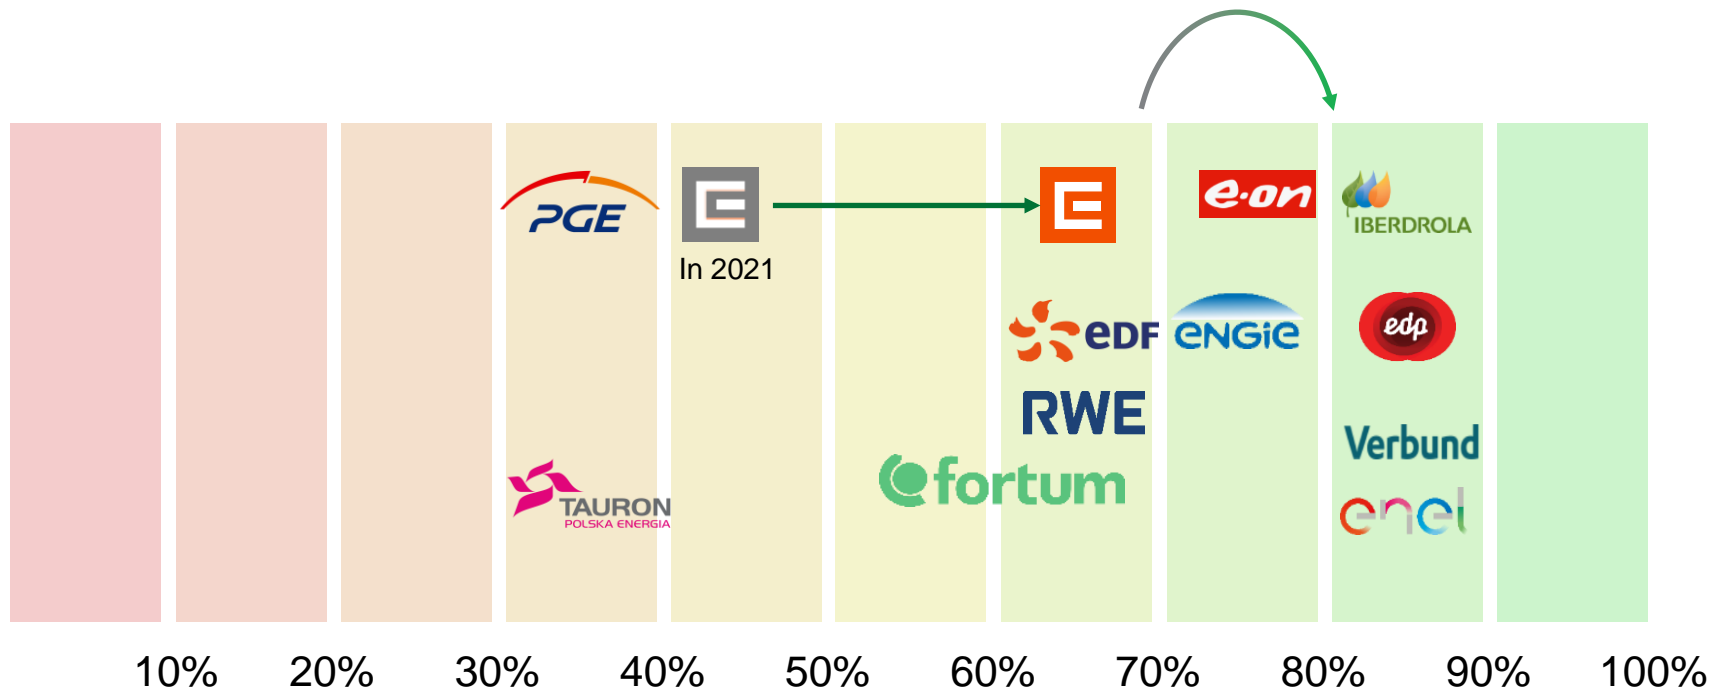 PGE
In 2021
e·on
IBERDROLA
eDF
ENGiE
edp
RWE
Verbund
fortum
TAURON
POLSKA ENERGIA
enel
10% 20% 30% 40% 50% 60% 70% 80% 90% 100%